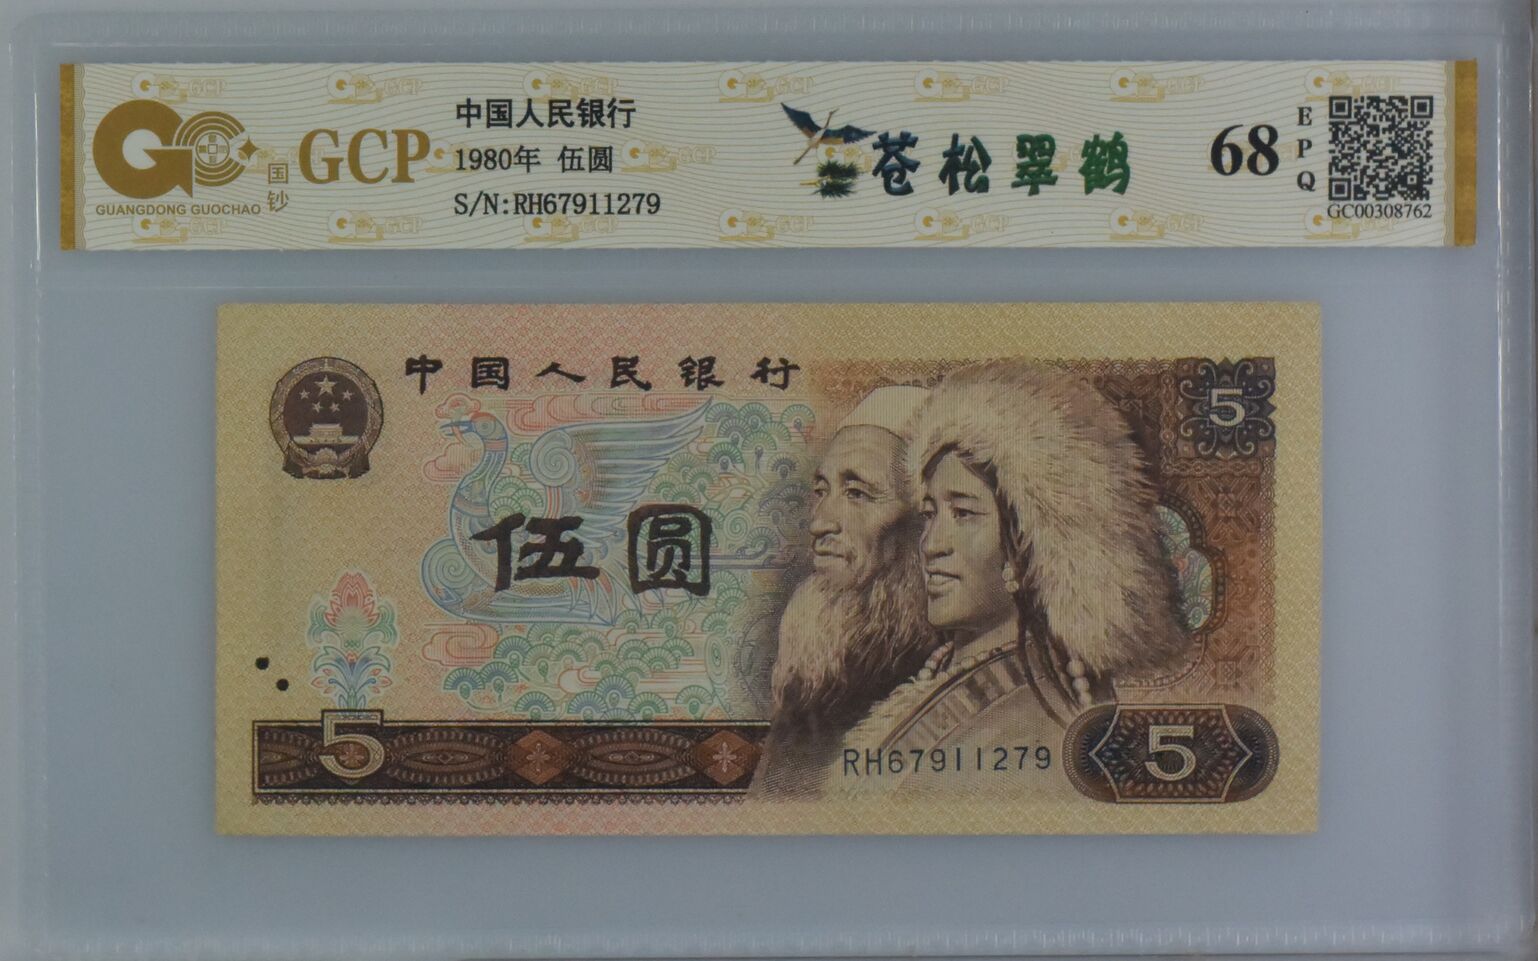 GCP
国钞
GUANGDONG GUOCHAO
中国人民银行
1980年 伍圆
S/N:RH67911279
苍松翠鹤
68
EPQ
GC00308762
中国人民银行
5
伍圆
5
RH67911279
5